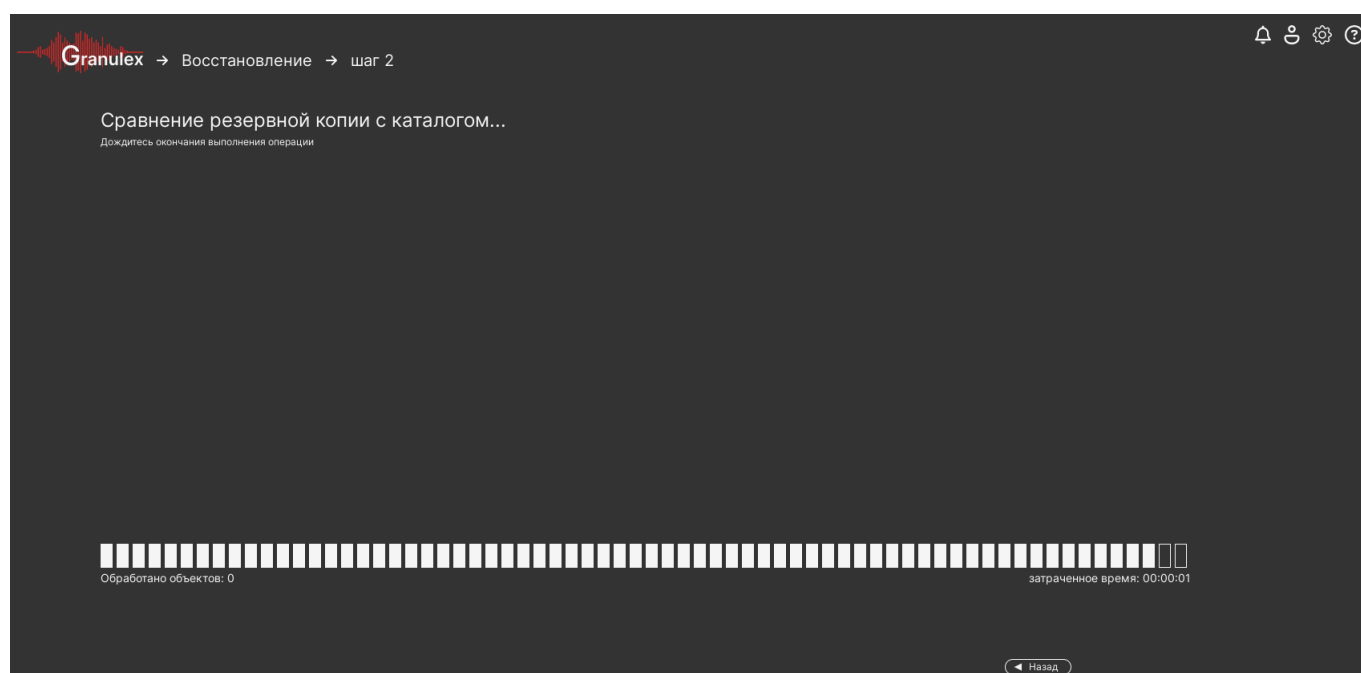 Granulex → Восстановление → шаг 2
Сравнение резервной копии с каталогом...
Дождитесь окончания выполнения операции
Обработано объектов: 0
затраченное время: 00:00:01
◄ Назад